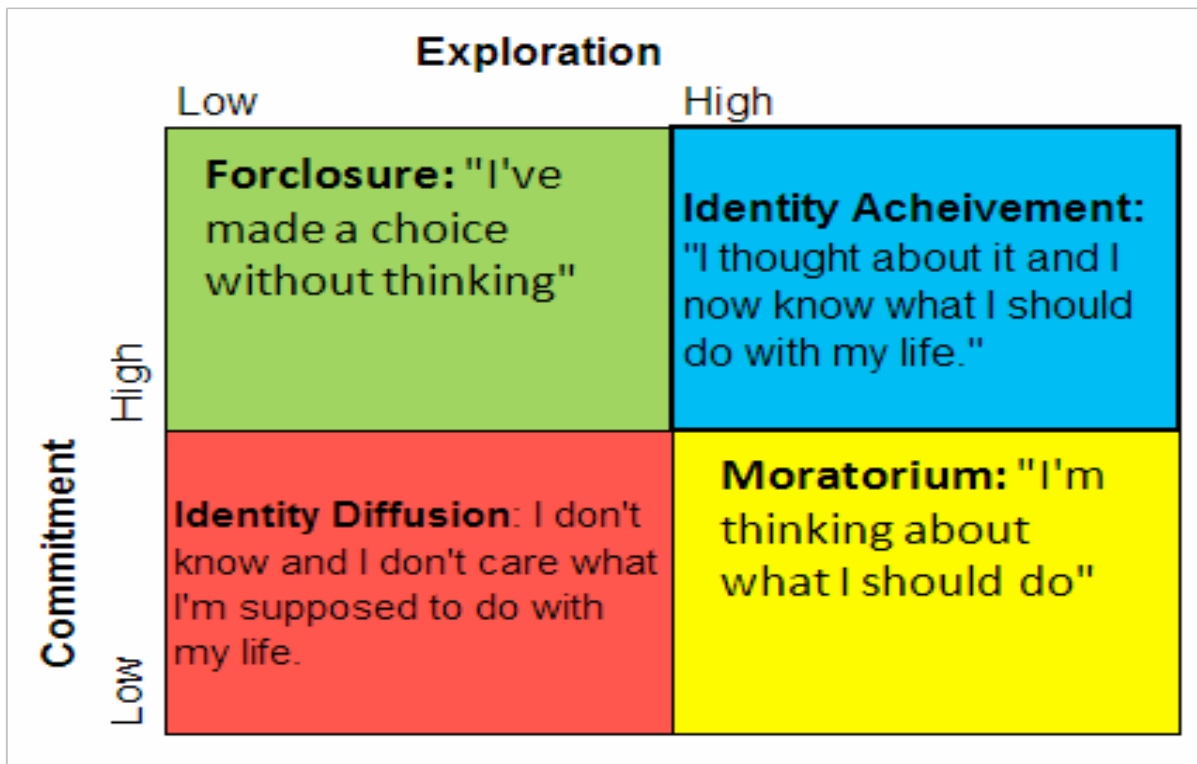 Exploration
Low
High
Forclosure: "I've
made a choice
without thinking"
Identity Acheivement:
"I thought about it and I
now know what I should
do with my life."
Commitment
High
Low
Identity Diffusion: I don't
know and I don't care what
I'm supposed to do with
my life.
Moratorium: "I'm
thinking about
what I should do"